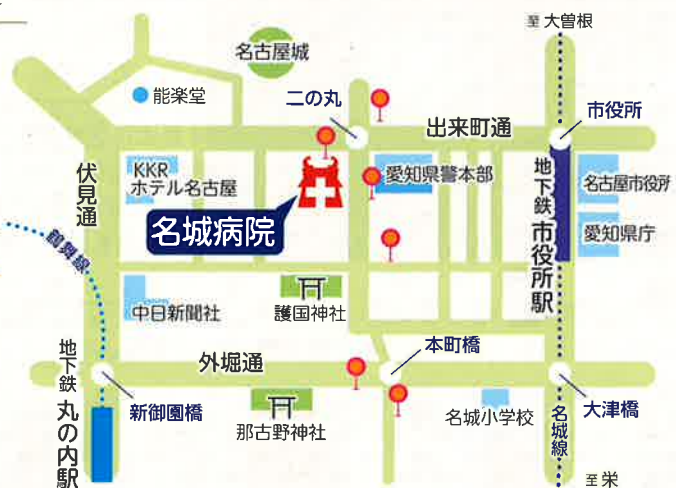 至 大曽根
名古屋城
能楽堂
二の丸
出来町通
市役所
KKR
ホテル名古屋
愛知県警本部
地下鉄 市役所駅
名古屋市役所
伏見通
名城病院
愛知県庁
鶴舞線
中日新聞社
護国神社
本町橋
外堀通
地下鉄 丸の内駅
新御園橋
那古野神社
名城小学校
大津橋
名城線
至 栄